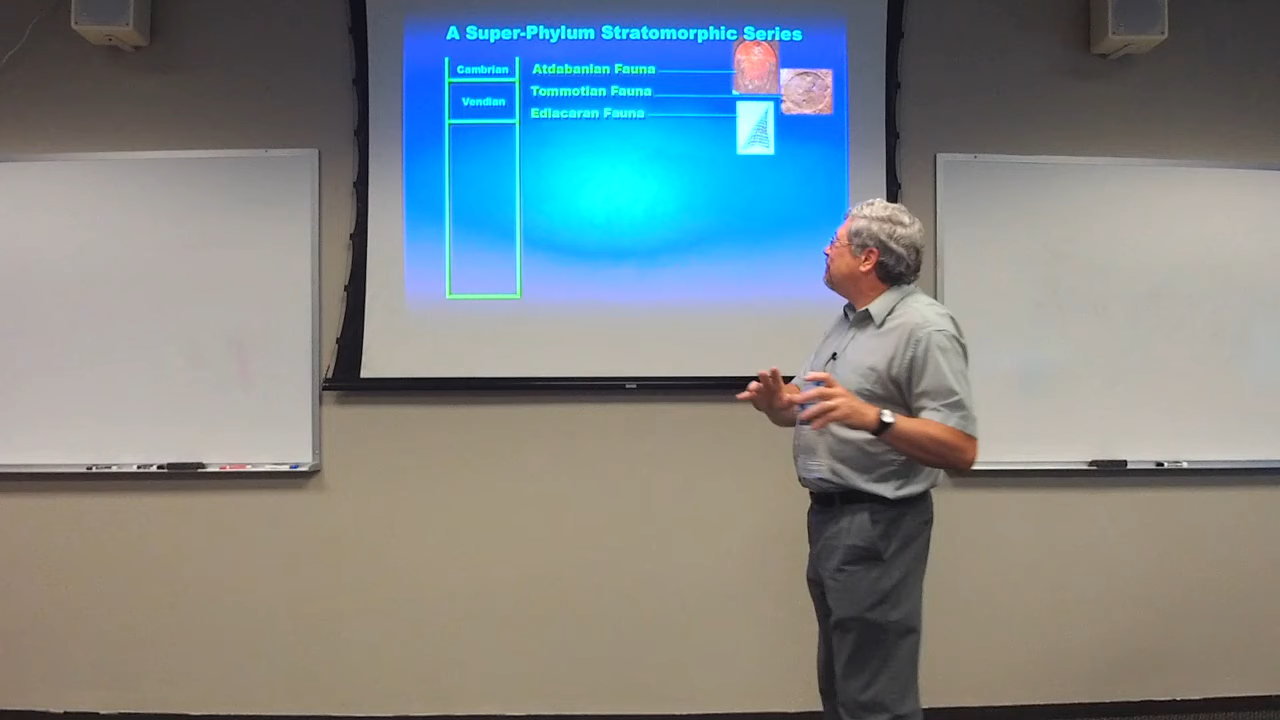 A Super-Phylum Stratomorphic Series
Cambrian
Atdabanian Fauna
Tommotian Fauna
Vendian
Ediacaran Fauna